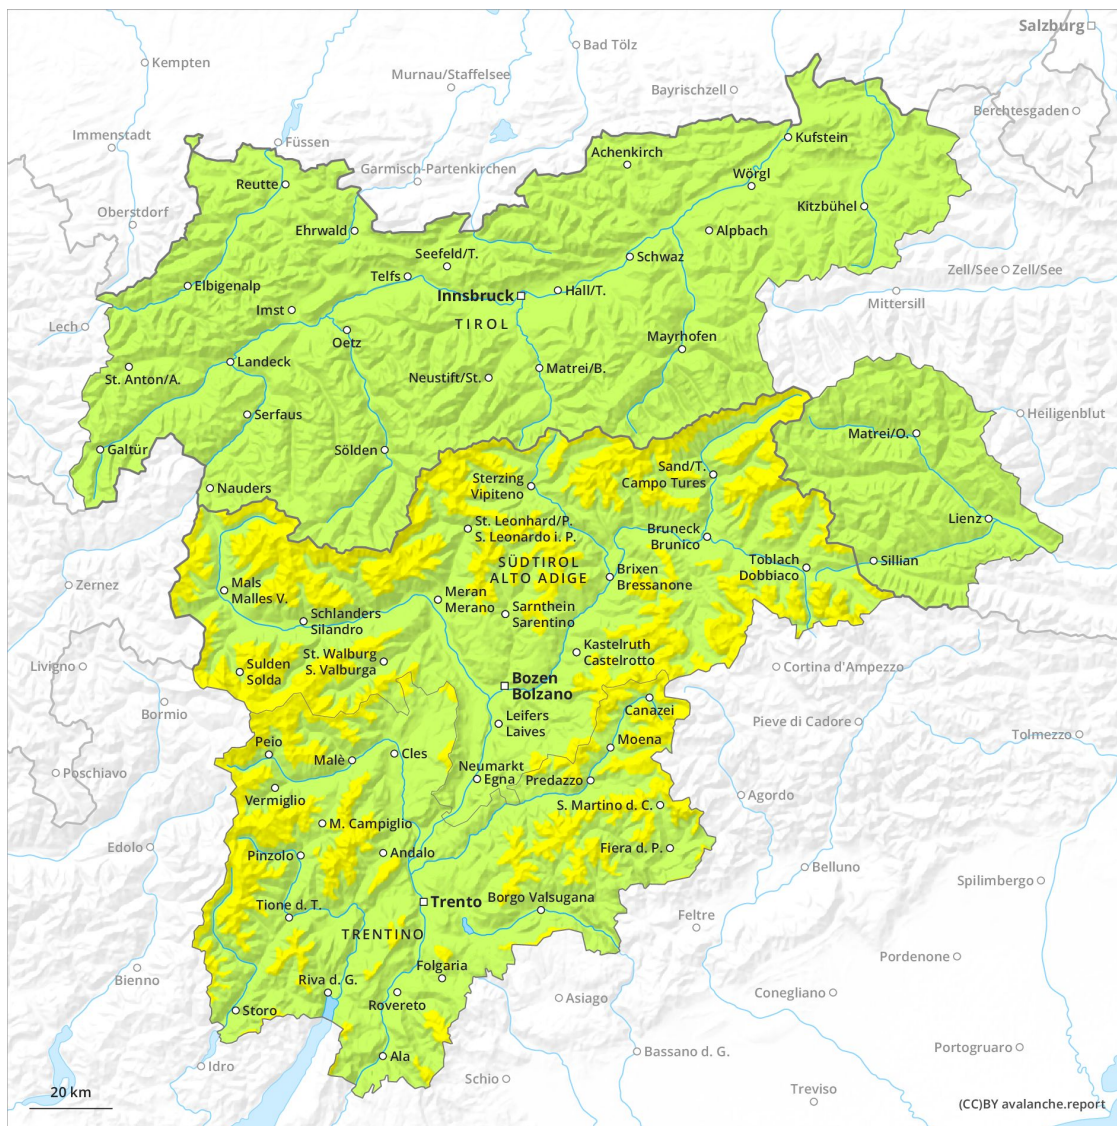 Salzburg
Bad Tölz
Kempten
Murnau/Staffelsee
Bayrischzell
Berchtesgaden
Immenstadt
Füssen
Kufstein
Achenkirch
Garmisch-Partenkirchen
Wörgl
Reutte
Oberstdorf
Kitzbühel
Ehrwald
Alpbach
Seefeld/T.
Schwaz
Telfs
Zell/See
Zell/See
Elbigenalp
Innsbruck
Hall/T.
Mittersill
Imst
Lech
TIROL
Oetz
Mayrhofen
Landeck
Matrei/B.
St. Anton/A.
Neustift/St.
Serfaus
Heiligenblut
Matrei/O.
Galtür
Sölden
Sand/T.
Campo Tures
Sterzing
Vipiteno
Nauders
Lienz
St. Leonhard/P.
S. Leonardo i. P.
Bruneck
Brunico
SÜDTIROL
ALTO ADIGE
Toblach
Dobbiaco
Sillian
Brixen
Bressanone
Zernez
Mals
Malles V.
Meran
Merano
Sarnthein
Sarentino
Schlanders
Silandro
Kastelruth
Castelrotto
St. Walburg
S. Valburga
Livigno
Sulden
Solda
Cortina d'Ampezzo
Bozen
Bolzano
Bormio
Canazei
Leifers
Laives
Pieve di Cadore
Tolmezzo
Moena
Peio
Malè
Cles
Poschiavo
Neumarkt
Egna
Predazzo
Vermiglio
Agordo
S. Martino d. C.
M. Campiglio
Edolo
Pinzolo
Andalo
Fiera d. P.
Belluno
Spilimbergo
Trento
Borgo Valsugana
Tione d. T.
Feltre
TRENTINO
Pordenone
Folgaria
Bienno
Riva d. G.
Conegliano
Rovereto
Asiago
Storo
Portogruaro
Ala
Bassano d. G.
Idro
Schio
Treviso
20 km
(CC)BY avalanche.report